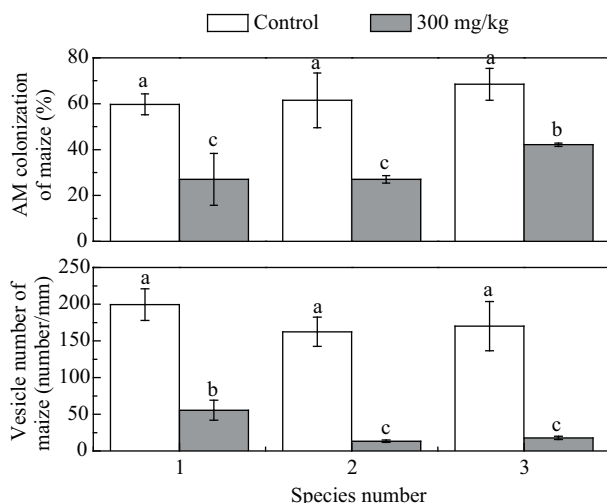 Control 300 mg/kg
AM colonization
of maize (%)
80
60
40
20
0
a
c
a
c
a
b
Vesicle number of
maize (number/mm)
250
200
150
100
50
0
a
b
a
c
a
c
1 2 3
Species number